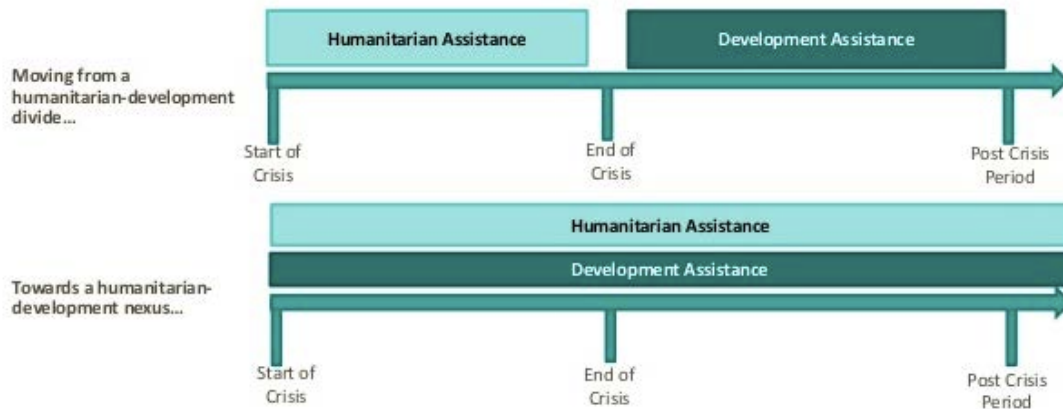 Humanitarian Assistance
Development Assistance
Moving from a
humanitarian-development
divide...
Start of
Crisis
End of
Crisis
Post Crisis
Period
Humanitarian Assistance
Development Assistance
Towards a humanitarian-
development nexus...
Start of
Crisis
End of
Crisis
Post Crisis
Period